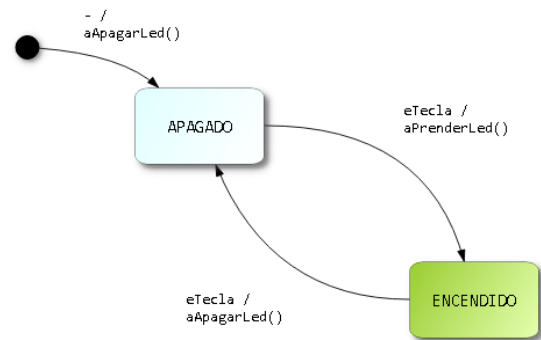 - /
aApagarLed()
APAGADO
eTecla /
aPrenderLed()
eTecla /
aApagarLed()
ENCENDIDO